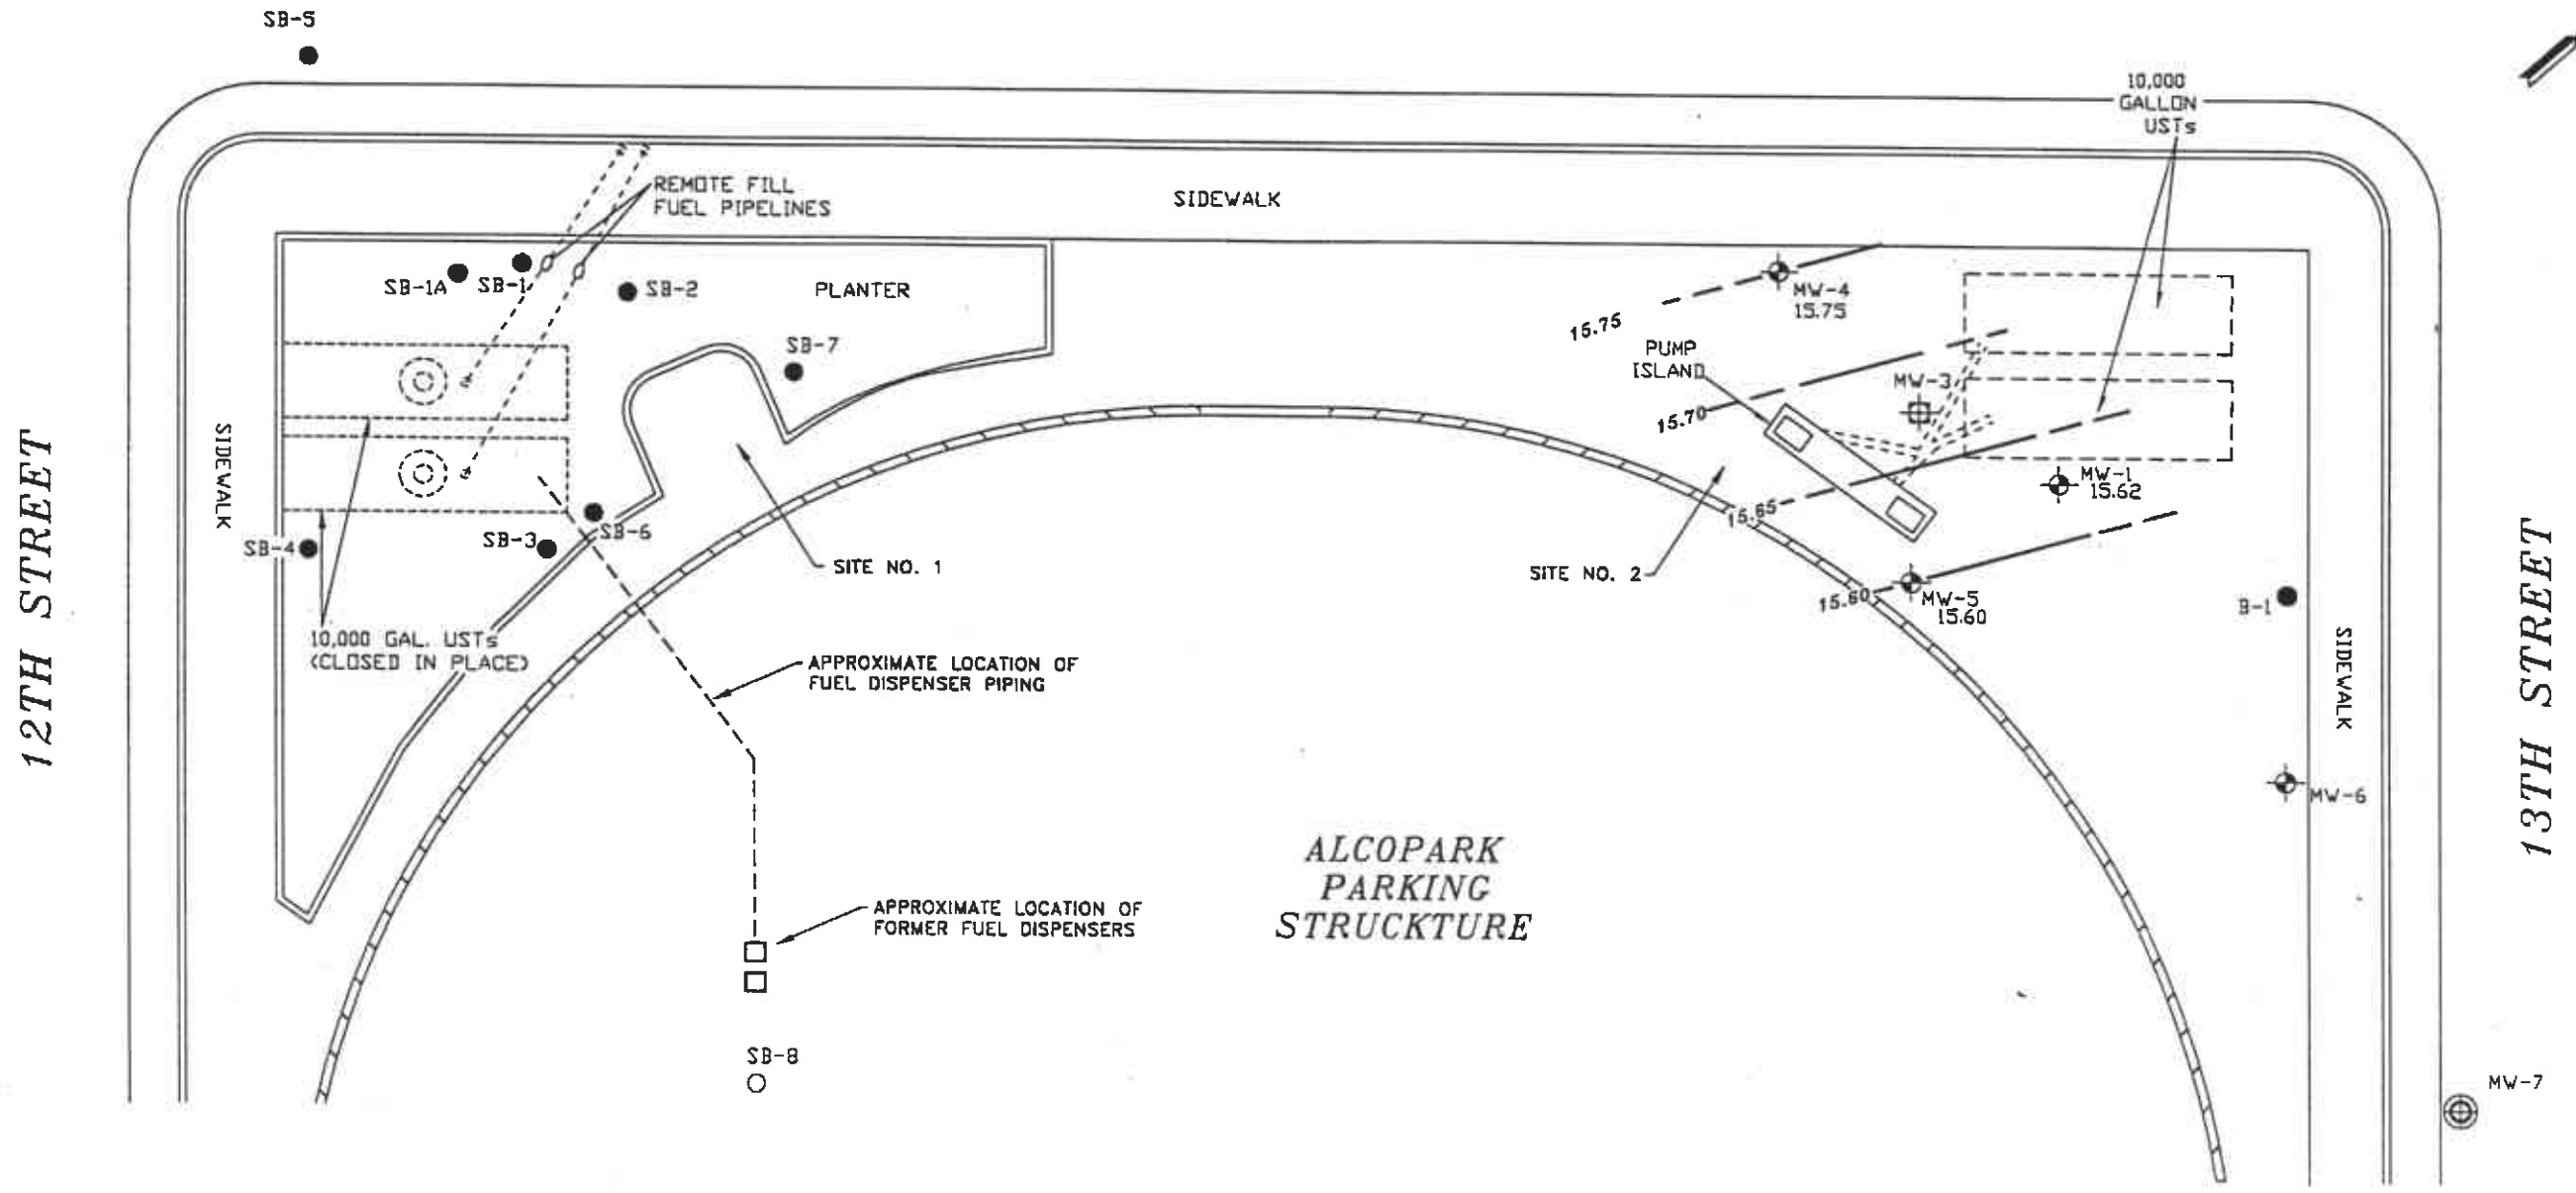 SB-5
10,000
GALLON
USTs
REMOTE FILL
FUEL PIPELINES
SIDEWALK
SB-1A
SB-1
SB-2
PLANTER
MW-4
15.75
15.75
SB-7
PUMP
ISLAND
MW-3
15.70
SIDEWALK
12TH STREET
MW-1
15.62
15.65
SB-4
SB-3
SB-6
SITE NO. 1
SITE NO. 2
15.60
MW-5
15.60
B-1
13TH STREET
SIDEWALK
10,000 GAL. USTs
(CLOSED IN PLACE)
APPROXIMATE LOCATION OF
FUEL DISPENSER PIPING
MW-6
ALCOPARK
PARKING
STRUCKTURE
APPROXIMATE LOCATION OF
FORMER FUEL DISPENSERS
SB-8
MW-7